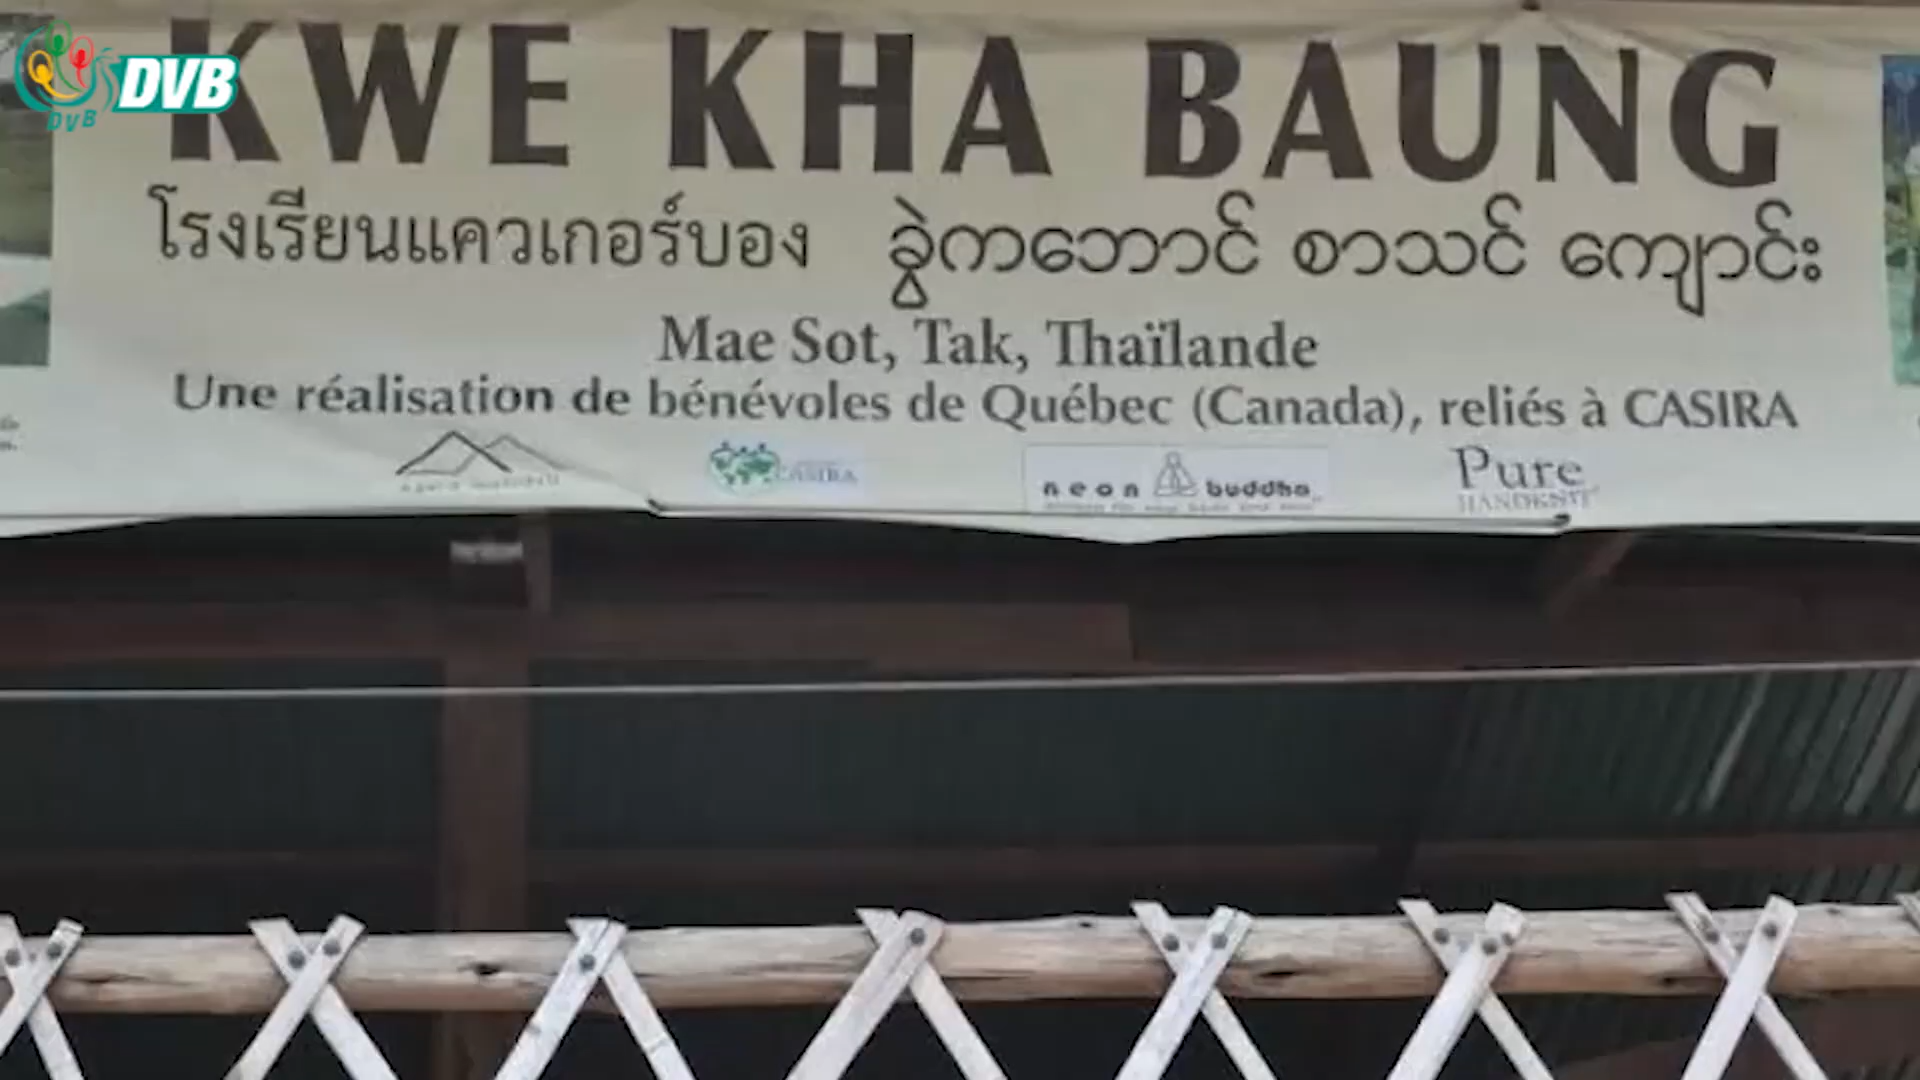 DVB
DVB
KWE KHA BAUNG
โรงเรียนแควเกอร์บอง ခွဲကဘောင် စာသင် ကျောင်း
Mae Sot, Tak, Thaïlande
Une réalisation de bénévoles de Québec (Canada), reliés à CASIRA
CASIRA
neon buddha
Pure
HANDKNIT